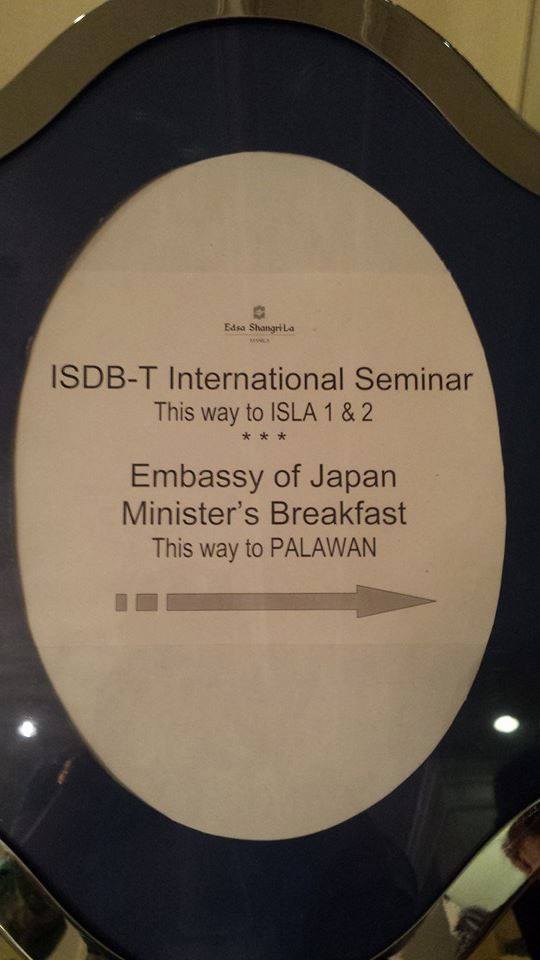 Edsa Shangri-La
MANILA
ISDB-T International Seminar
This way to ISLA 1 & 2
* * *
Embassy of Japan
Minister's Breakfast
This way to PALAWAN